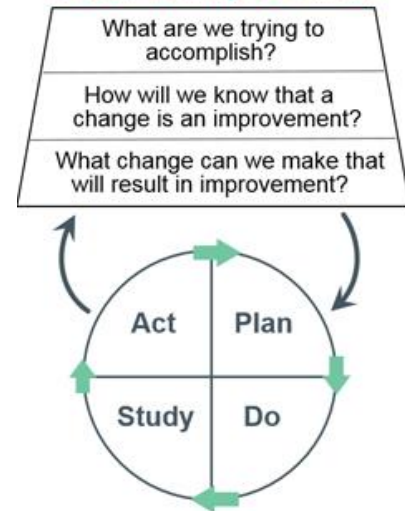 What are we trying to
accomplish?
How will we know that a
change is an improvement?
What change can we make that
will result in improvement?
Act
Plan
Study
Do